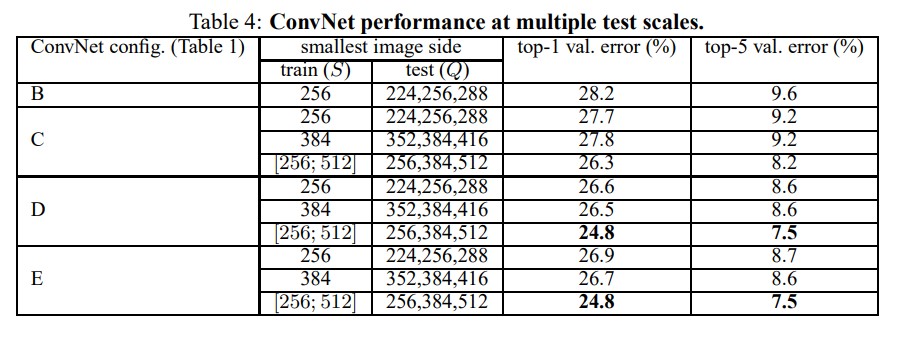 Table 4: ConvNet performance at multiple test scales.
ConvNet config. (Table 1) smallest image side top-1 val. error (%) top-5 val. error (%)
train (S) test (Q)
B 256 224,256,288 28.2 9.6
256 224,256,288 27.7 9.2
C 384 352,384,416 27.8 9.2
[256; 512] 256,384,512 26.3 8.2
256 224,256,288 26.6 8.6
D 384 352,384,416 26.5 8.6
[256; 512] 256,384,512 24.8 7.5
256 224,256,288 26.9 8.7
E 384 352,384,416 26.7 8.6
[256; 512] 256,384,512 24.8 7.5